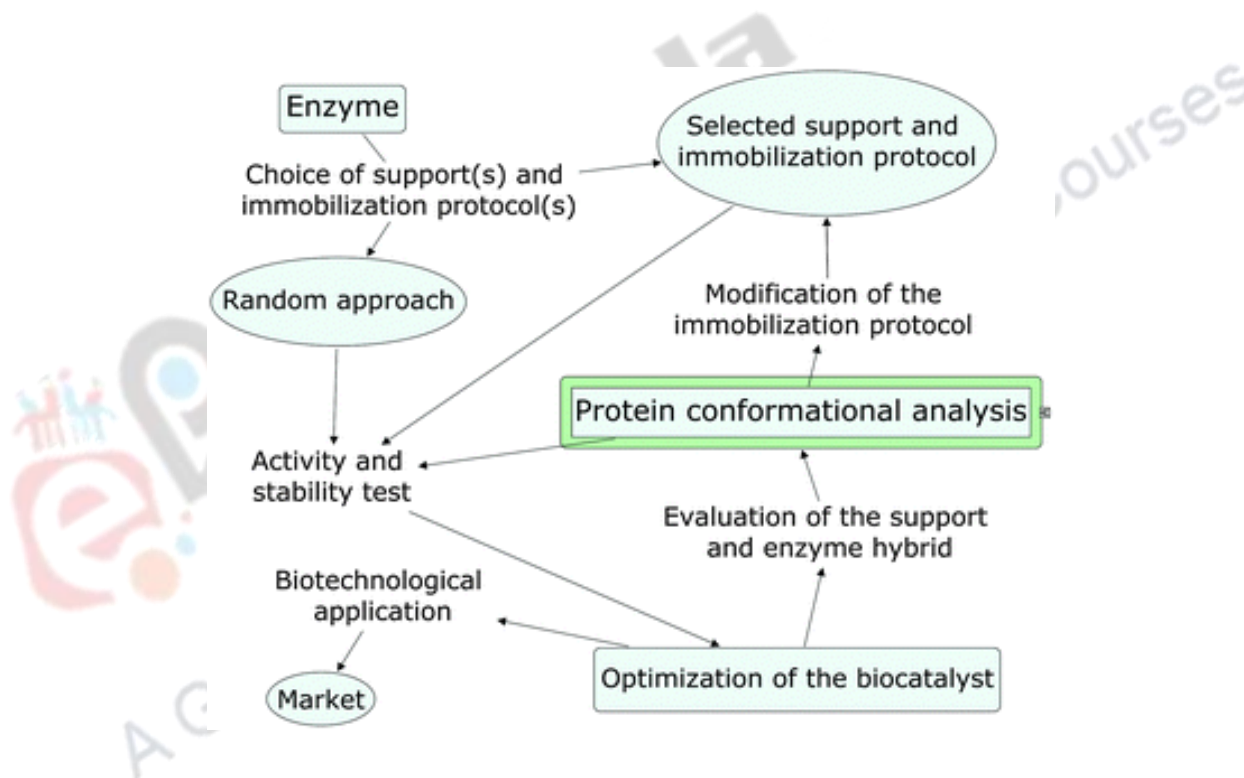 Enzyme
Choice of support(s) and
immobilization protocol(s)
Selected support and
immobilization protocol
Random approach
Modification of the
immobilization protocol
Protein conformational analysis
Activity and
stability test
Evaluation of the support
and enzyme hybrid
Biotechnological
application
Optimization of the biocatalyst
Market